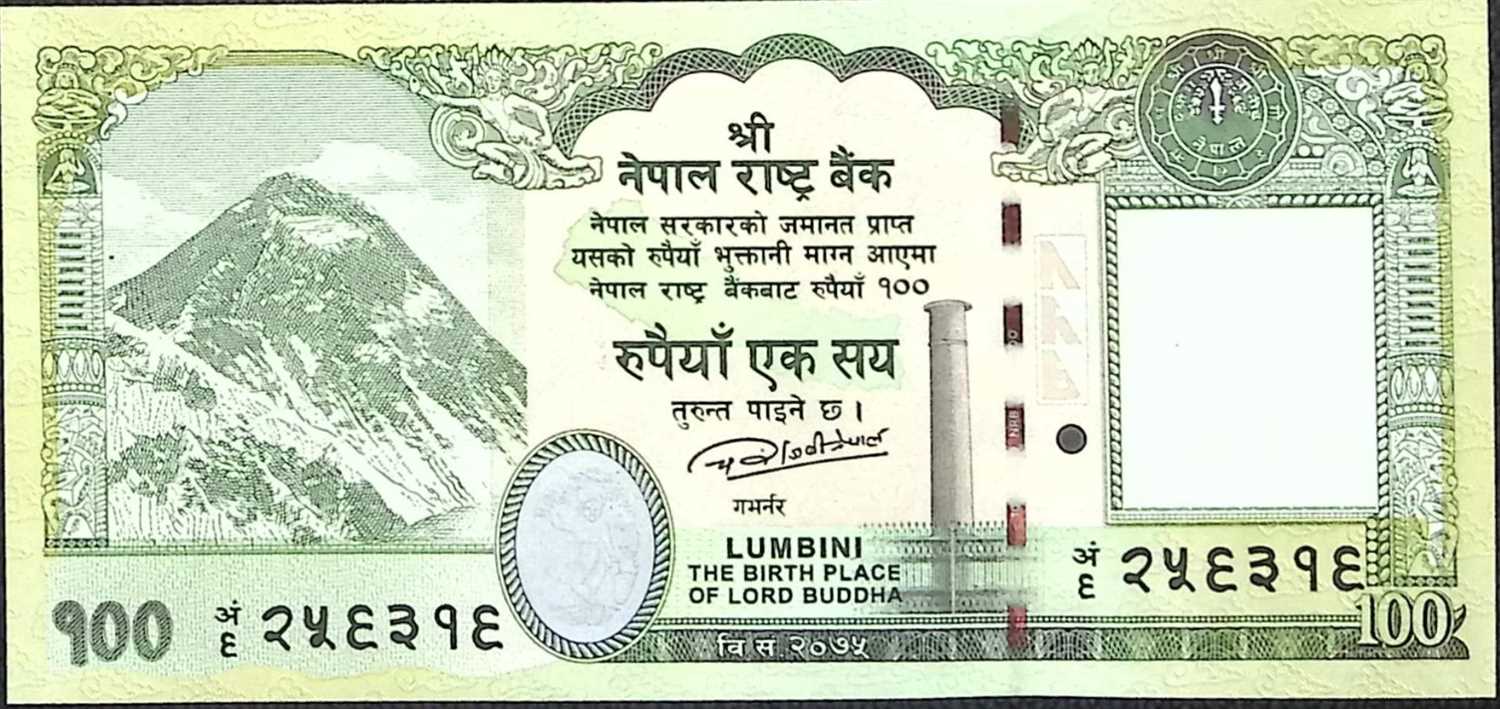 श्री
नेपाल राष्ट्र बैंक
नेपाल सरकारको जमानत प्राप्त
यसको रुपैयाँ भुक्तानी माग्न आएमा
नेपाल राष्ट्र बैंकबाट रुपैयाँ १००
रुपैयाँ एक सय
तुरुन्त पाइने छ ।
गभर्नर
LUMBINI
THE BIRTH PLACE
OF LORD BUDDHA
वि.सं. २०७५
१००
अं ६ २५६३१६
अं ६ २५६३१६
100
NRB